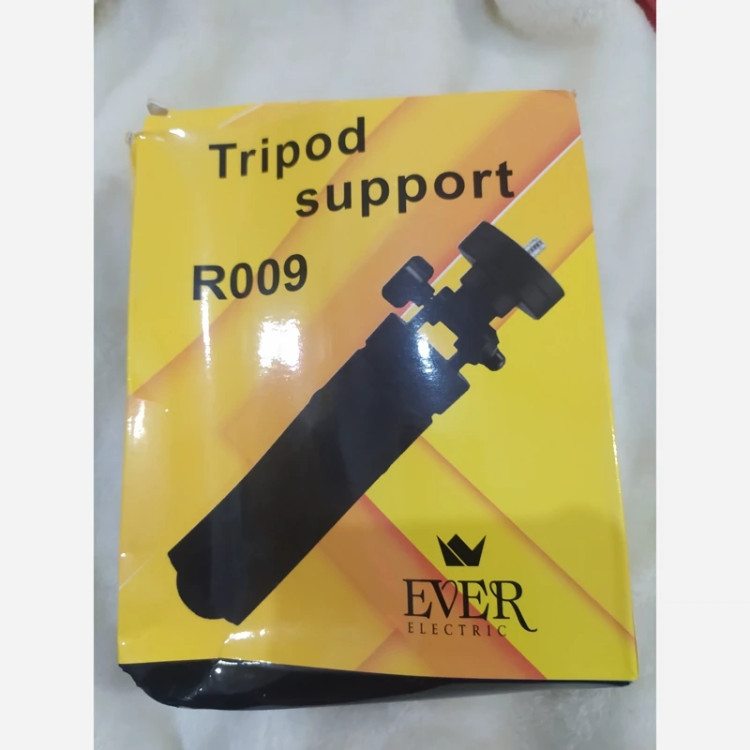 Tripod
support
R009
EVER
ELECTRIC